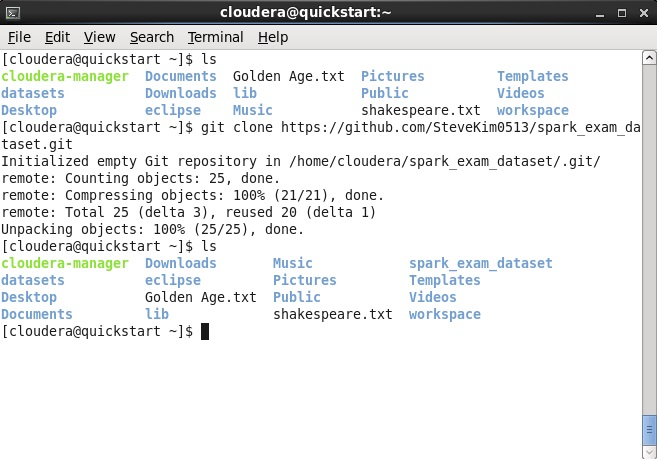 cloudera@quickstart:~
File Edit View Search Terminal Help
[cloudera@quickstart ~]$ ls
cloudera-manager Documents Golden Age.txt Pictures Templates
datasets Downloads lib Public Videos
Desktop eclipse Music shakespeare.txt workspace
[cloudera@quickstart ~]$ git clone https://github.com/SteveKim0513/spark_exam_da
taset.git
Initialized empty Git repository in /home/cloudera/spark_exam_dataset/.git/
remote: Counting objects: 25, done.
remote: Compressing objects: 100% (21/21), done.
remote: Total 25 (delta 3), reused 20 (delta 1)
Unpacking objects: 100% (25/25), done.
[cloudera@quickstart ~]$ ls
cloudera-manager Downloads Music spark_exam_dataset
datasets eclipse Pictures Templates
Desktop Golden Age.txt Public Videos
Documents lib shakespeare.txt workspace
[cloudera@quickstart ~]$